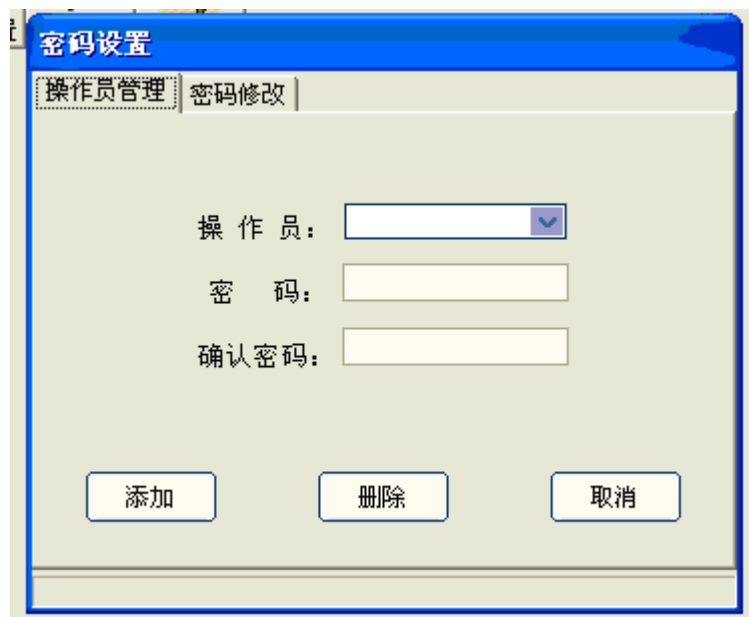 密码设置
操作员管理 密码修改
操 作 员：
密 码：
确认密码：
添加 删除 取消